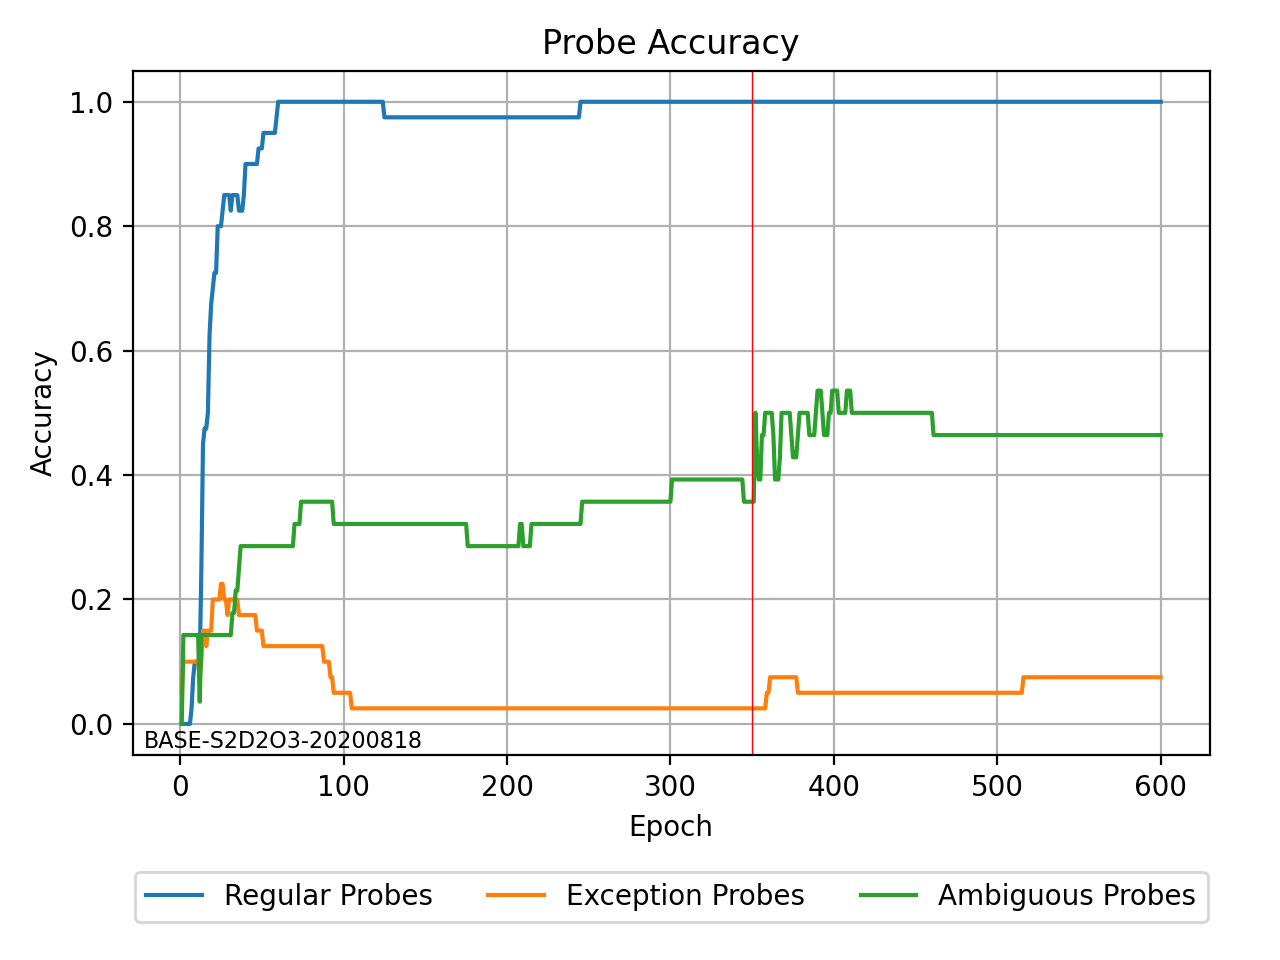 Probe Accuracy
Accuracy
1.0
0.8
0.6
0.4
0.2
0.0
BASE-S2D2O3-20200818
0 100 200 300 400 500 600
Epoch
Regular Probes Exception Probes Ambiguous Probes